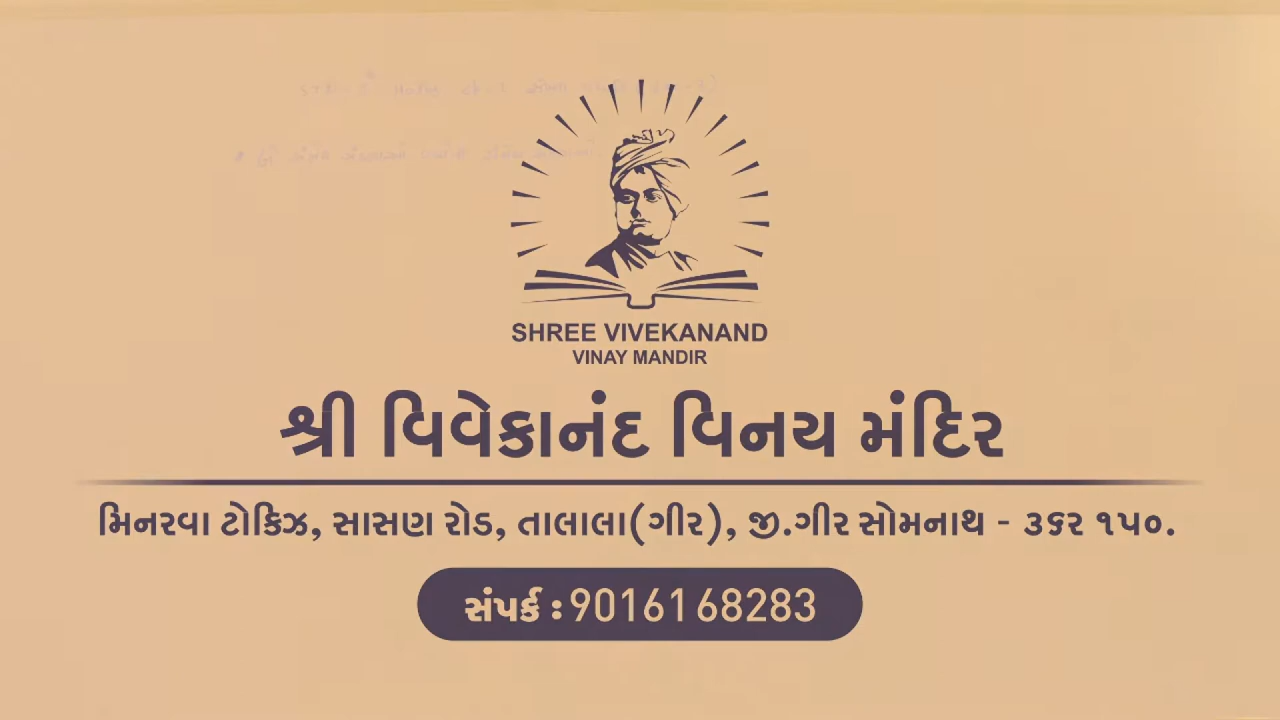 SHREE VIVEKANAND
VINAY MANDIR
શ્રી વિવેકાનંદ વિનય મંદિર
મિનરવા ટોકિઝ, સાસણ રોડ, તાલાલા(ગીર), જી.ગીર સોમનાથ - ૩૬૨ ૧૫૦.
સંપર્ક : 9016168283